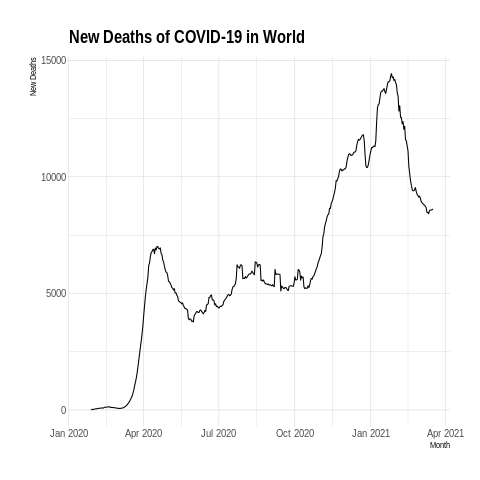 New Deaths of COVID-19 in World
New Deaths
15000
10000
5000
0
Jan 2020 Apr 2020 Jul 2020 Oct 2020 Jan 2021 Apr 2021
Month